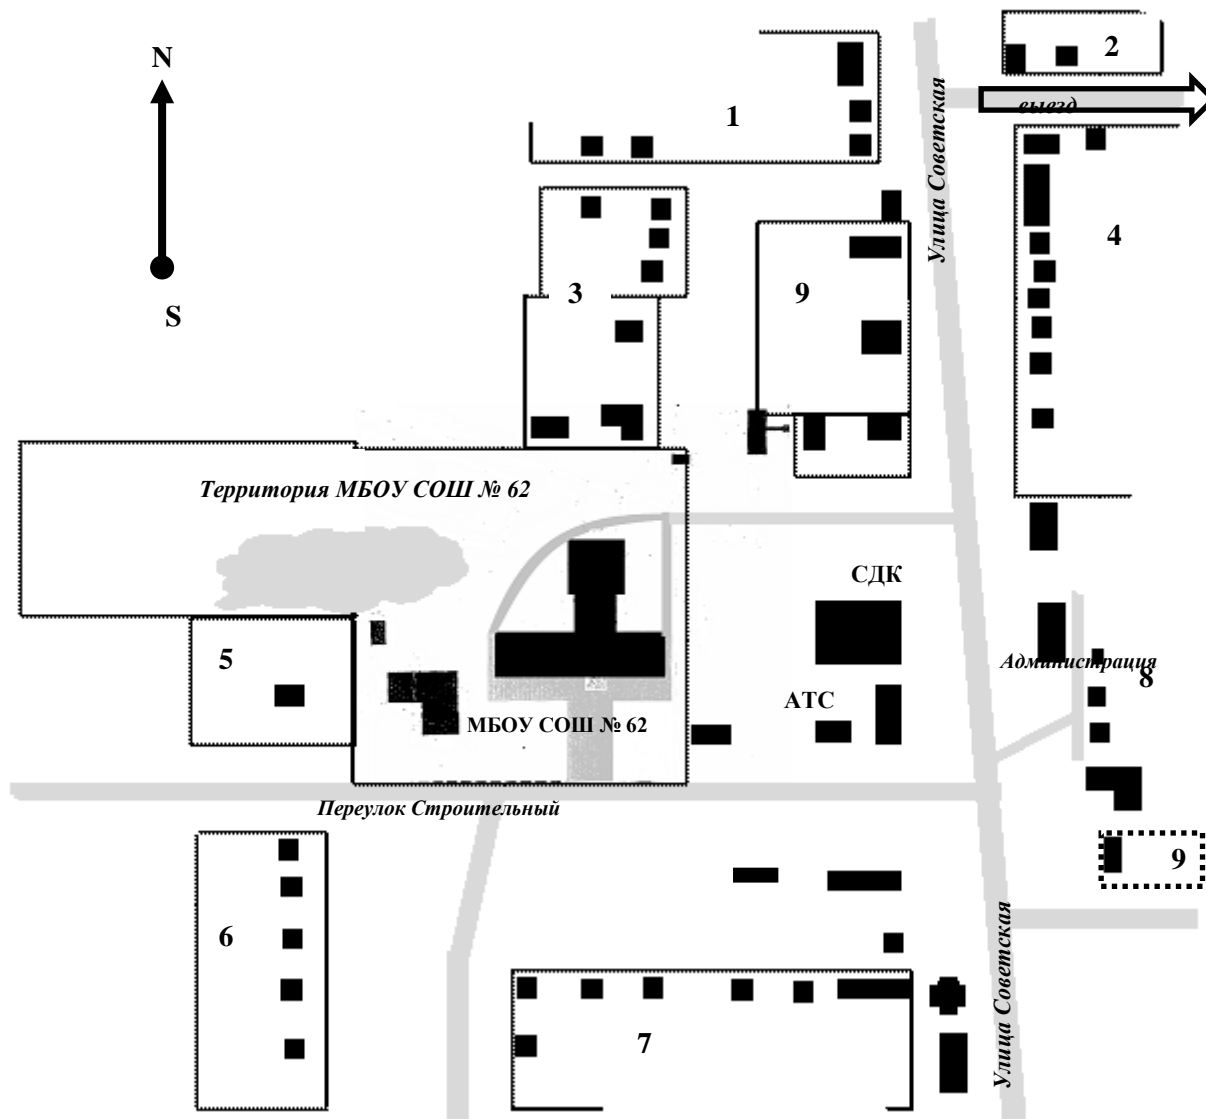 2
N
выезд
1
Улица Советская
4
3
9
S
Территория МБОУ СОШ № 62
СДК
5
Администрация
8
АТС
МБОУ СОШ № 62
Переулок Строительный
9
6
Улица Советская
7